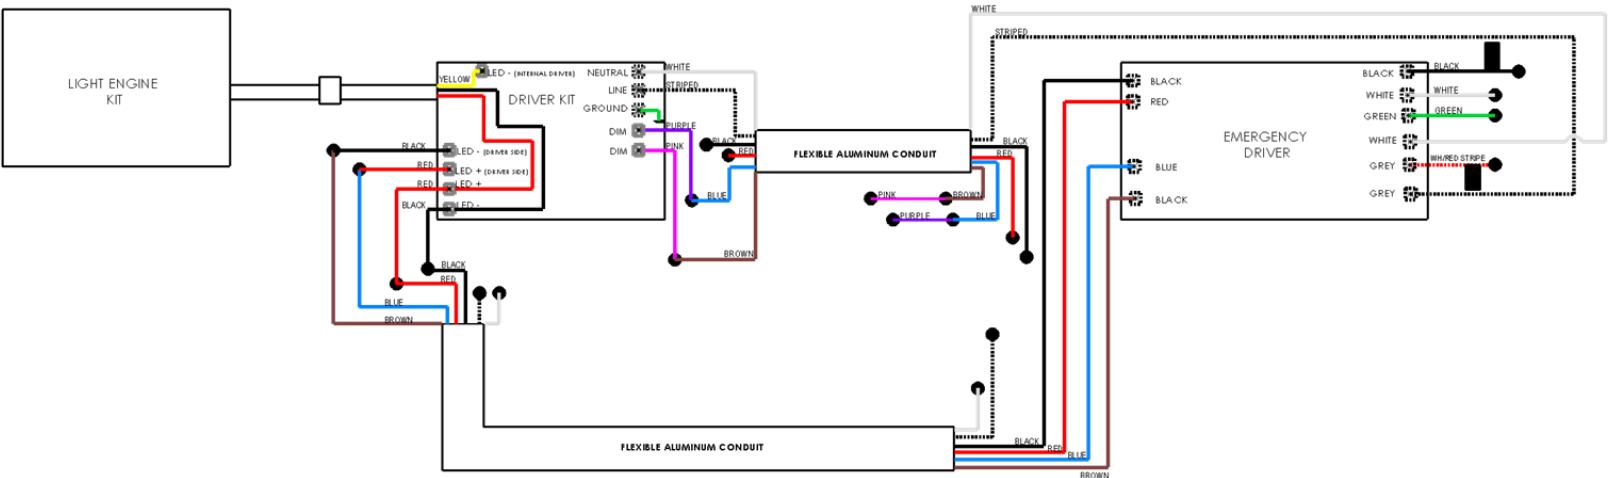 WHITE
STRIPED
LIGHT ENGINE
KIT
YELLOW
LED - (INTERNAL DRIVER)
DRIVER KIT
NEUTRAL
WHITE
LINE
STRIPED
GROUND
DIM
PURPLE
DIM
PINK
BLACK
LED - (DRIVER SIDE)
RED
LED + (DRIVER SIDE)
RED
LED +
BLACK
LED -
BLACK
RED
BLUE
BROWN
BLACK
RED
BLUE
BROWN
FLEXIBLE ALUMINUM CONDUIT
BLACK
RED
PINK
BROWN
PURPLE
BLUE
BLACK
RED
BLUE
BLACK
EMERGENCY
DRIVER
BLACK
BLACK
WHITE
WHITE
GREEN
GREEN
WHITE
GREY
WH/RED STRIPE
GREY
FLEXIBLE ALUMINUM CONDUIT
BLACK
RED
BLUE
BROWN